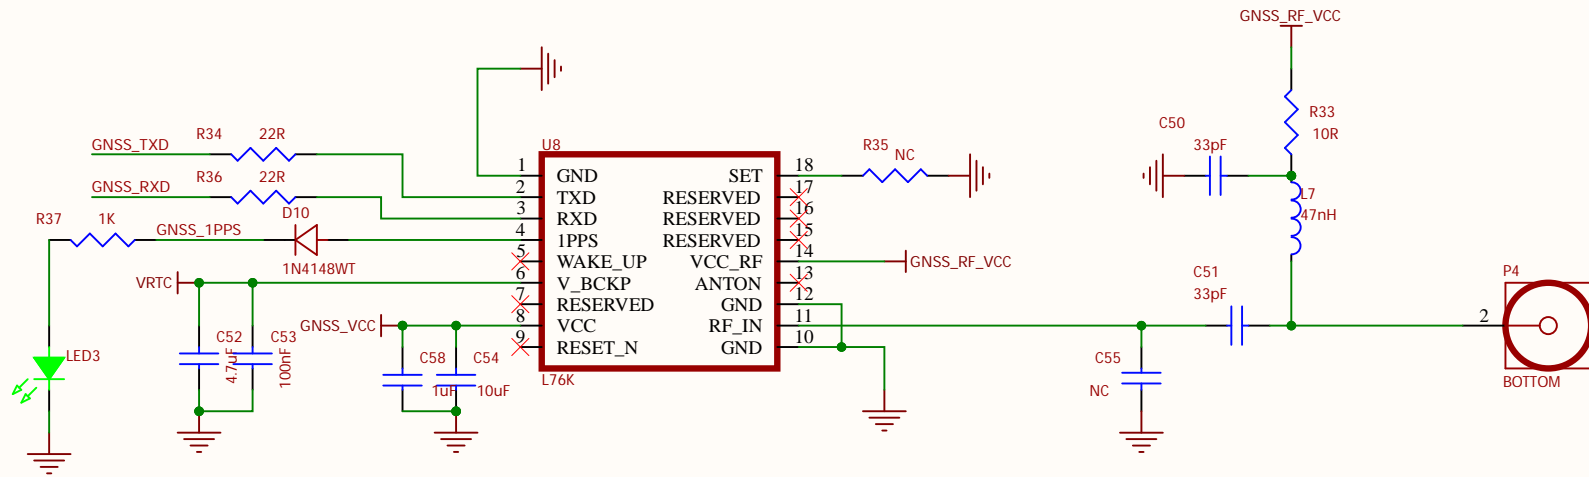 GNSS_RF_VCC
R33
10R
C50
33pF
L7
47nH
R34 22R
GNSS_TXD
R36 22R
GNSS_RXD
R37 1K
GNSS_1PPS
D10
1N4148WT
VRTC
C52
4.7uF
C53
100nF
GNSS_VCC
C58
1uF
C54
10uF
LED3
U8
1 GND SET 18
2 TXD RESERVED 17
3 RXD RESERVED 16
4 1PPS RESERVED 15
5 WAKE_UP VCC_RF 14
6 V_BCKP ANTON 13
7 RESERVED GND 12
8 VCC RF_IN 11
9 RESET_N GND 10
L76K
R35 NC
GNSS_RF_VCC
C51
33pF
C55
NC
P4
2
BOTTOM